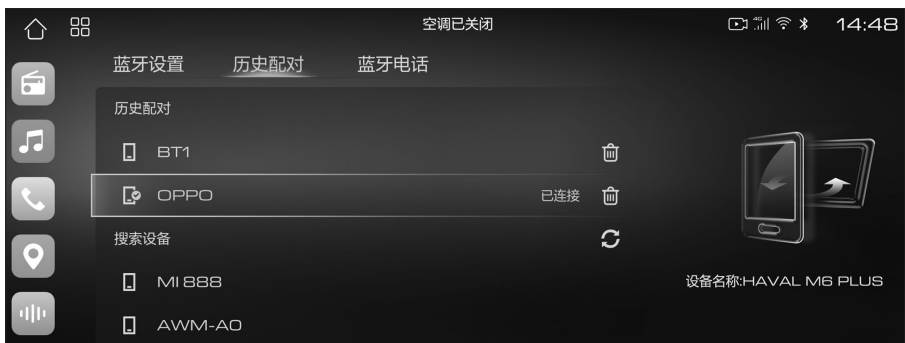 空调已关闭
4G
14:48
蓝牙设置 历史配对 蓝牙电话
历史配对
BT1
OPPO 已连接
搜索设备
MI 888
设备名称:HAVAL M6 PLUS
AWM-AO